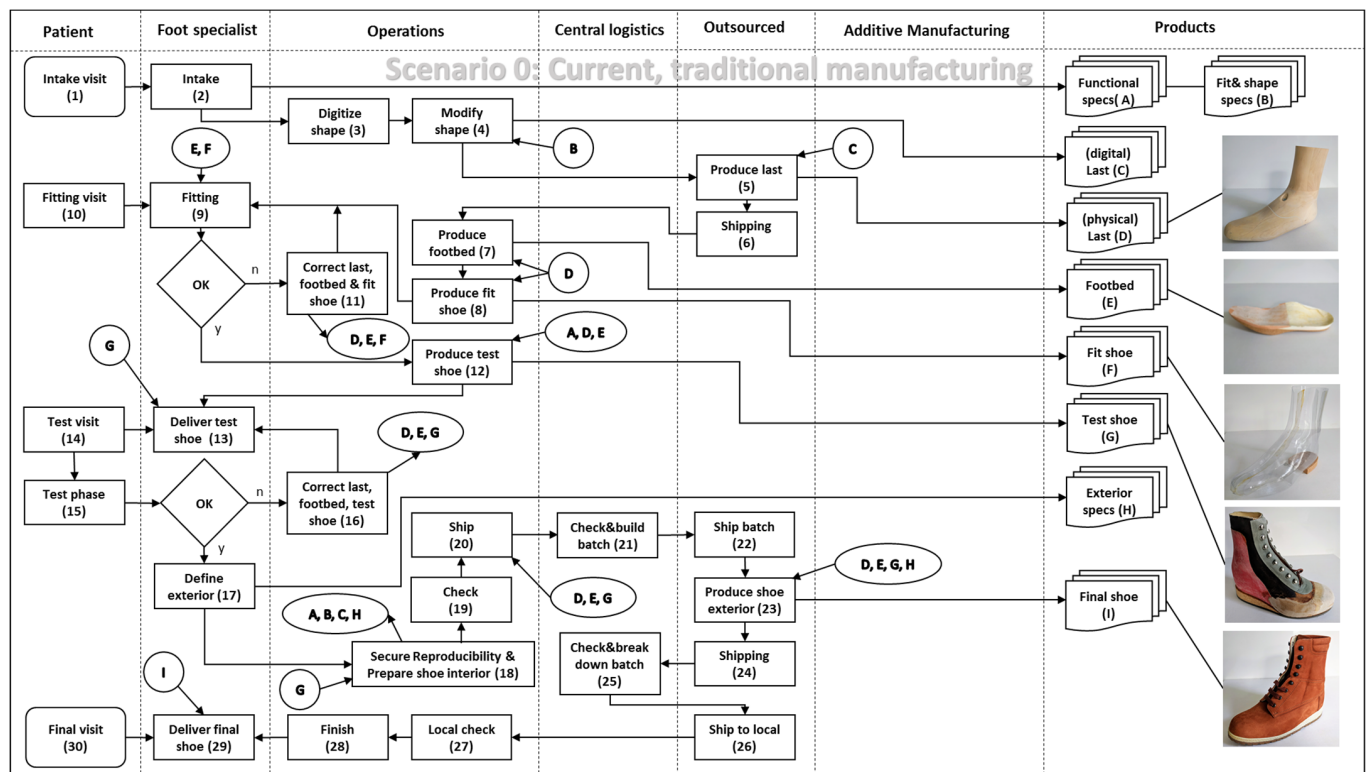 Patient
Foot specialist
Operations
Central logistics
Outsourced
Additive Manufacturing
Products
Scenario 0: Current, traditional manufacturing
Intake visit
(1)
Intake
(2)
Functional
specs( A)
Fit& shape
specs (B)
Digitize
shape (3)
Modify
shape (4)
E, F
B
C
(digital)
Last (C)
Produce last
(5)
Fitting visit
(10)
Fitting
(9)
Shipping
(6)
(physical)
Last (D)
Produce
footbed (7)
OK
n
y
Correct last,
footbed & fit
shoe (11)
D
Produce fit
shoe (8)
Footbed
(E)
D, E, F
A, D, E
G
Produce test
shoe (12)
Fit shoe
(F)
Test visit
(14)
Deliver test
shoe (13)
D, E, G
Test shoe
(G)
Test phase
(15)
OK
n
y
Correct last,
footbed, test
shoe (16)
Exterior
specs (H)
Ship
(20)
Check&build
batch (21)
Ship batch
(22)
D, E, G, H
Define
exterior (17)
Check
(19)
D, E, G
Produce shoe
exterior (23)
Final shoe
(I)
A, B, C, H
Secure Reproducibility &
Prepare shoe interior (18)
Check&break
down batch
(25)
Shipping
(24)
I
G
Final visit
(30)
Deliver final
shoe (29)
Finish
(28)
Local check
(27)
Ship to local
(26)